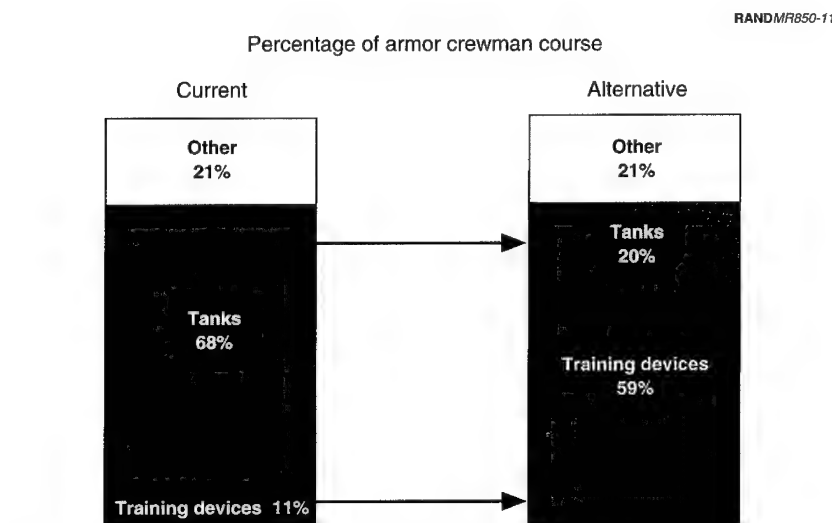 RANDMR850-11
Percentage of armor crewman course
Current
Alternative
Other
21%
Other
21%
Tanks
68%
Tanks
20%
Training devices
59%
Training devices 11%